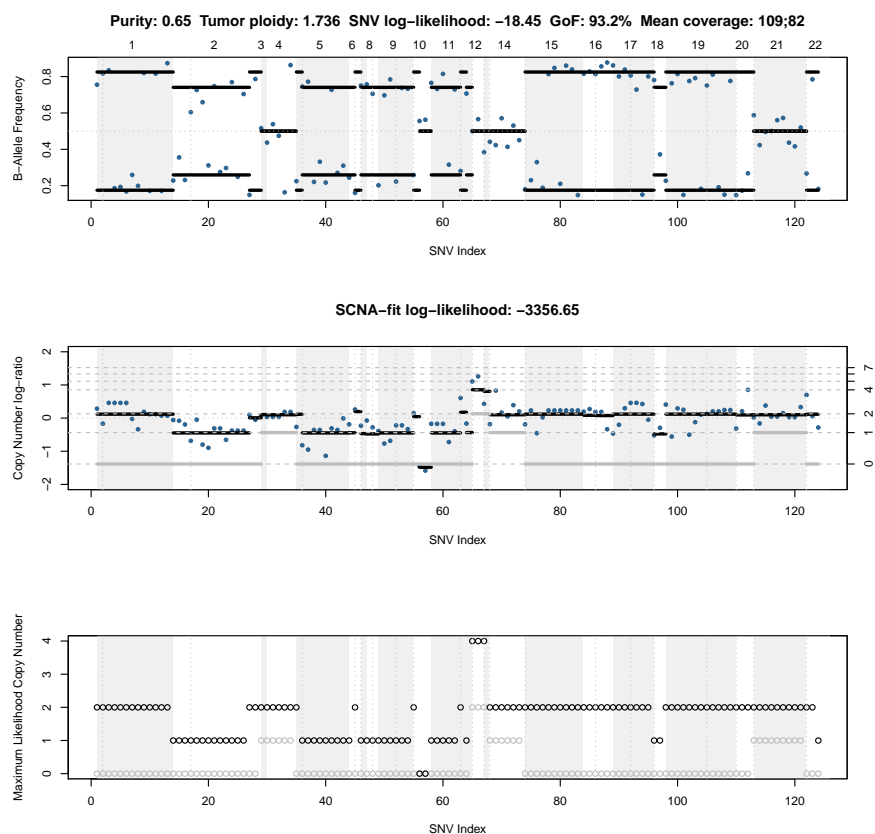 Purity: 0.65 Tumor ploidy: 1.736 SNV log−likelihood: −18.45 GoF: 93.2% Mean coverage: 109;82
1 2 3 4 5 6 8 9 10 11 12 14 15 16 17 18 19 20 21 22
B−Allele Frequency
0.8
0.6
0.4
0.2
0 20 40 60 80 100 120
SNV Index
SCNA−fit log−likelihood: −3356.65
Copy Number log−ratio
2
1
0
−1
−2
7
4
2
1
0
0 20 40 60 80 100 120
SNV Index
Maximum Likelihood Copy Number
4
3
2
1
0
0 20 40 60 80 100 120
SNV Index